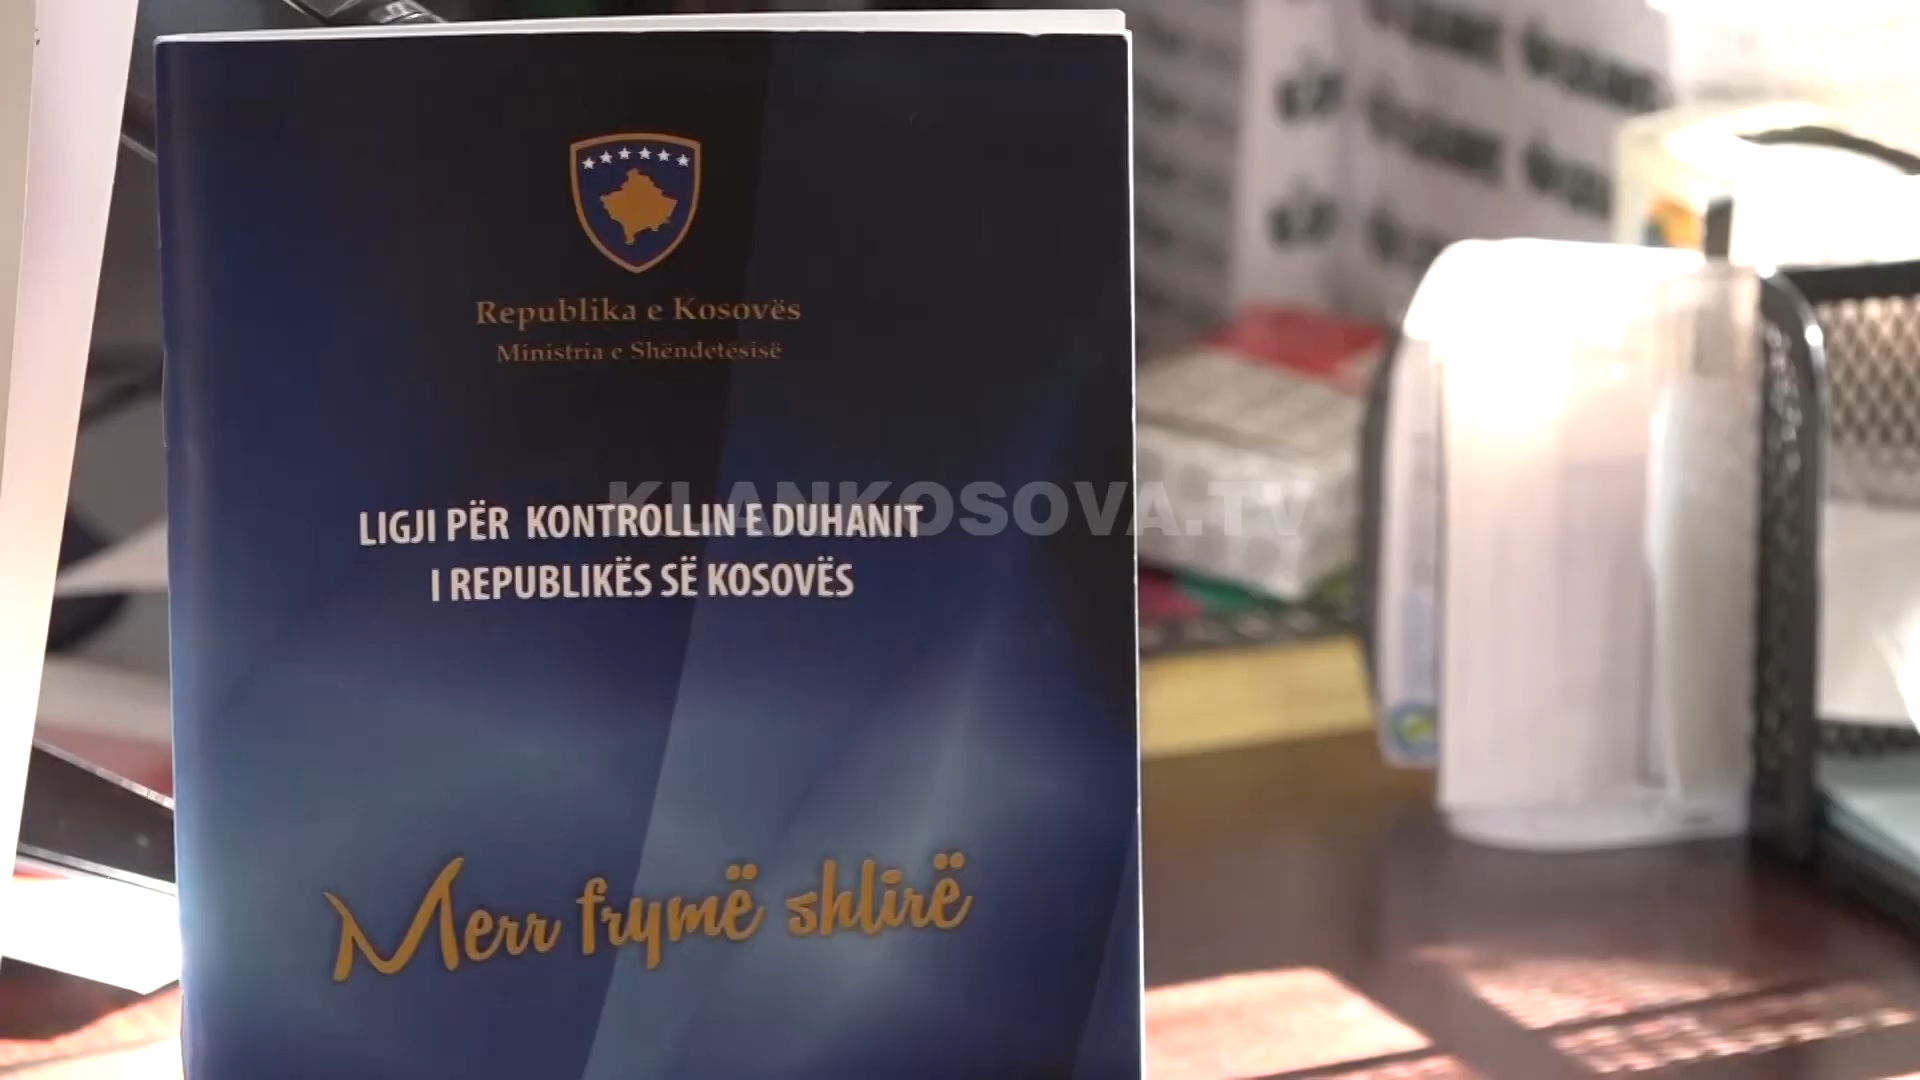 Republika e Kosovës
Ministria e Shëndetësisë
LIGJI PËR KONTROLLIN E DUHANIT
I REPUBLIKËS SË KOSOVËS
KLANKOSOVA.TV
Merr frymë shlirë